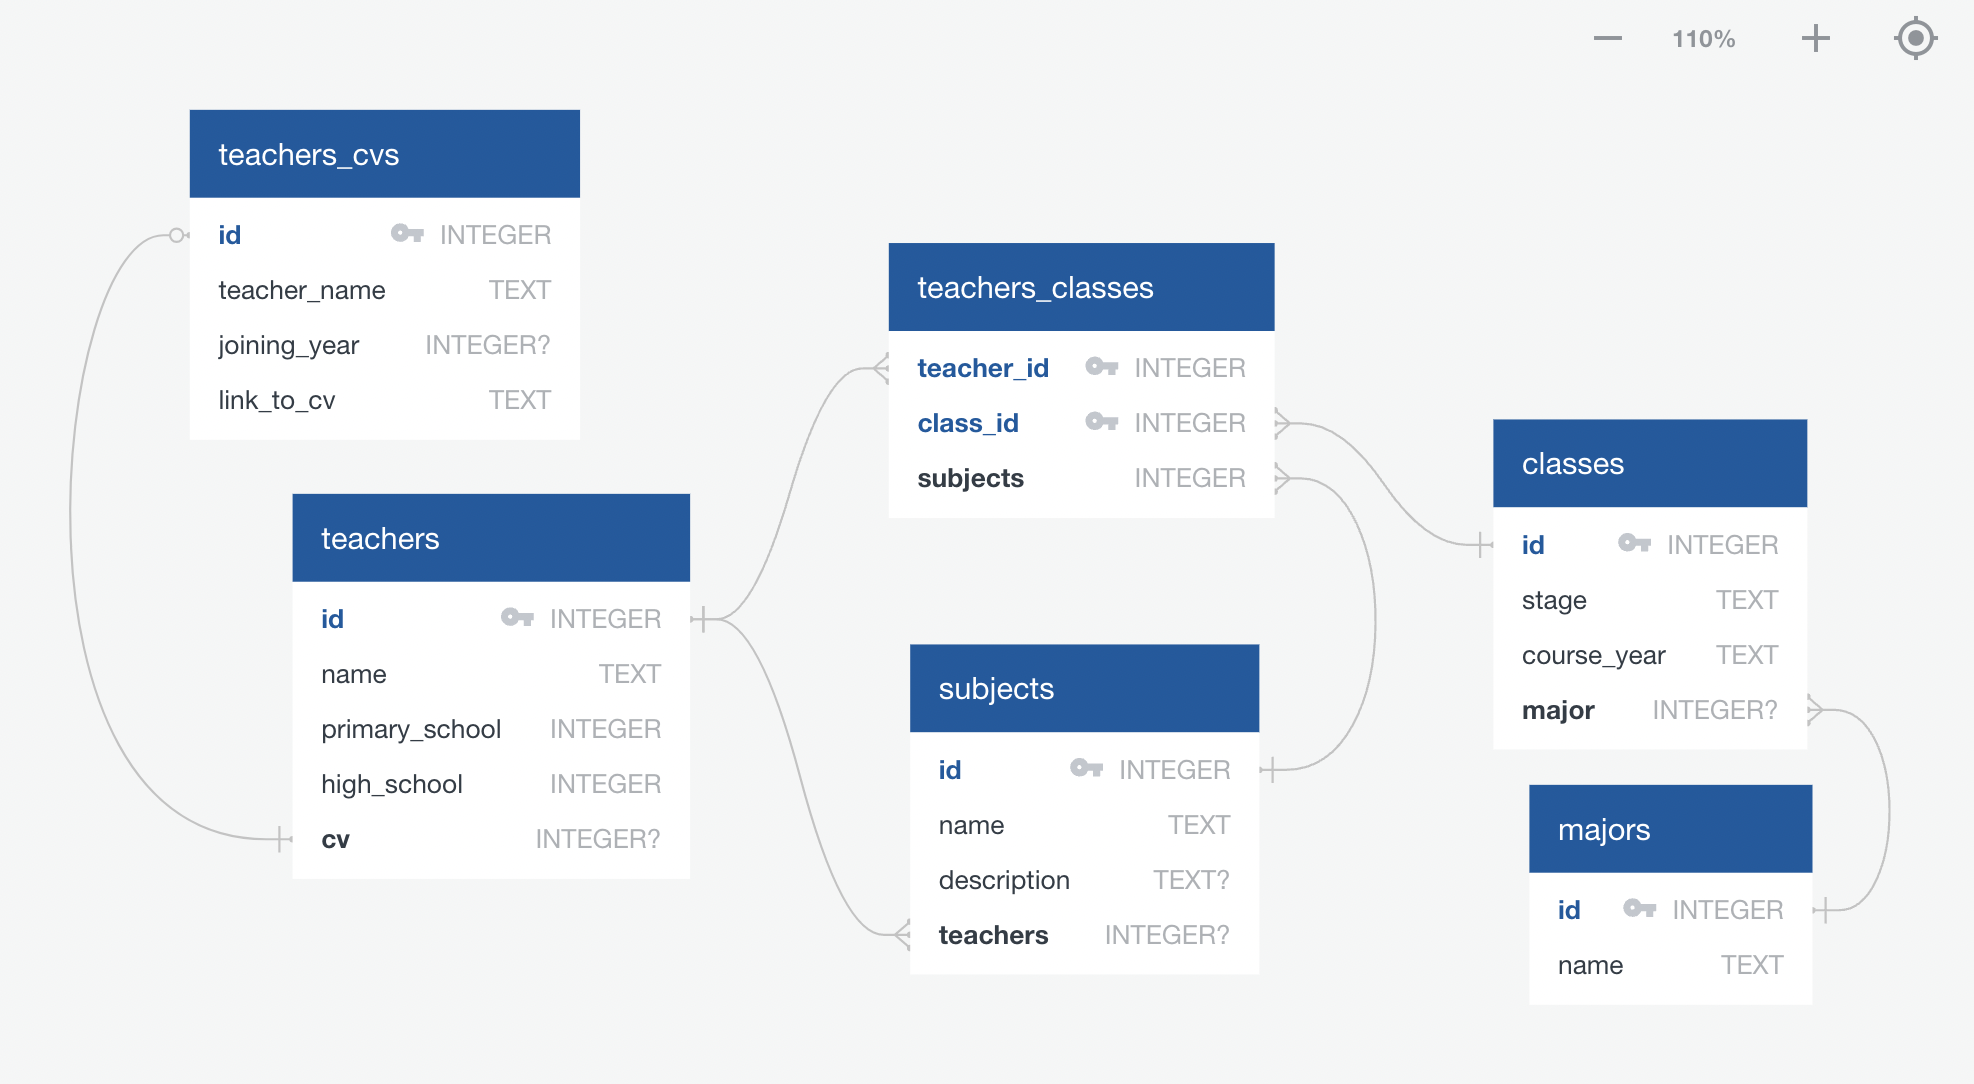 110%
teachers_cvs
id INTEGER
teacher_name TEXT
joining_year INTEGER?
link_to_cv TEXT
teachers
id INTEGER
name TEXT
primary_school INTEGER
high_school INTEGER
cv INTEGER?
teachers_classes
teacher_id INTEGER
class_id INTEGER
subjects INTEGER
subjects
id INTEGER
name TEXT
description TEXT?
teachers INTEGER?
classes
id INTEGER
stage TEXT
course_year TEXT
major INTEGER?
majors
id INTEGER
name TEXT